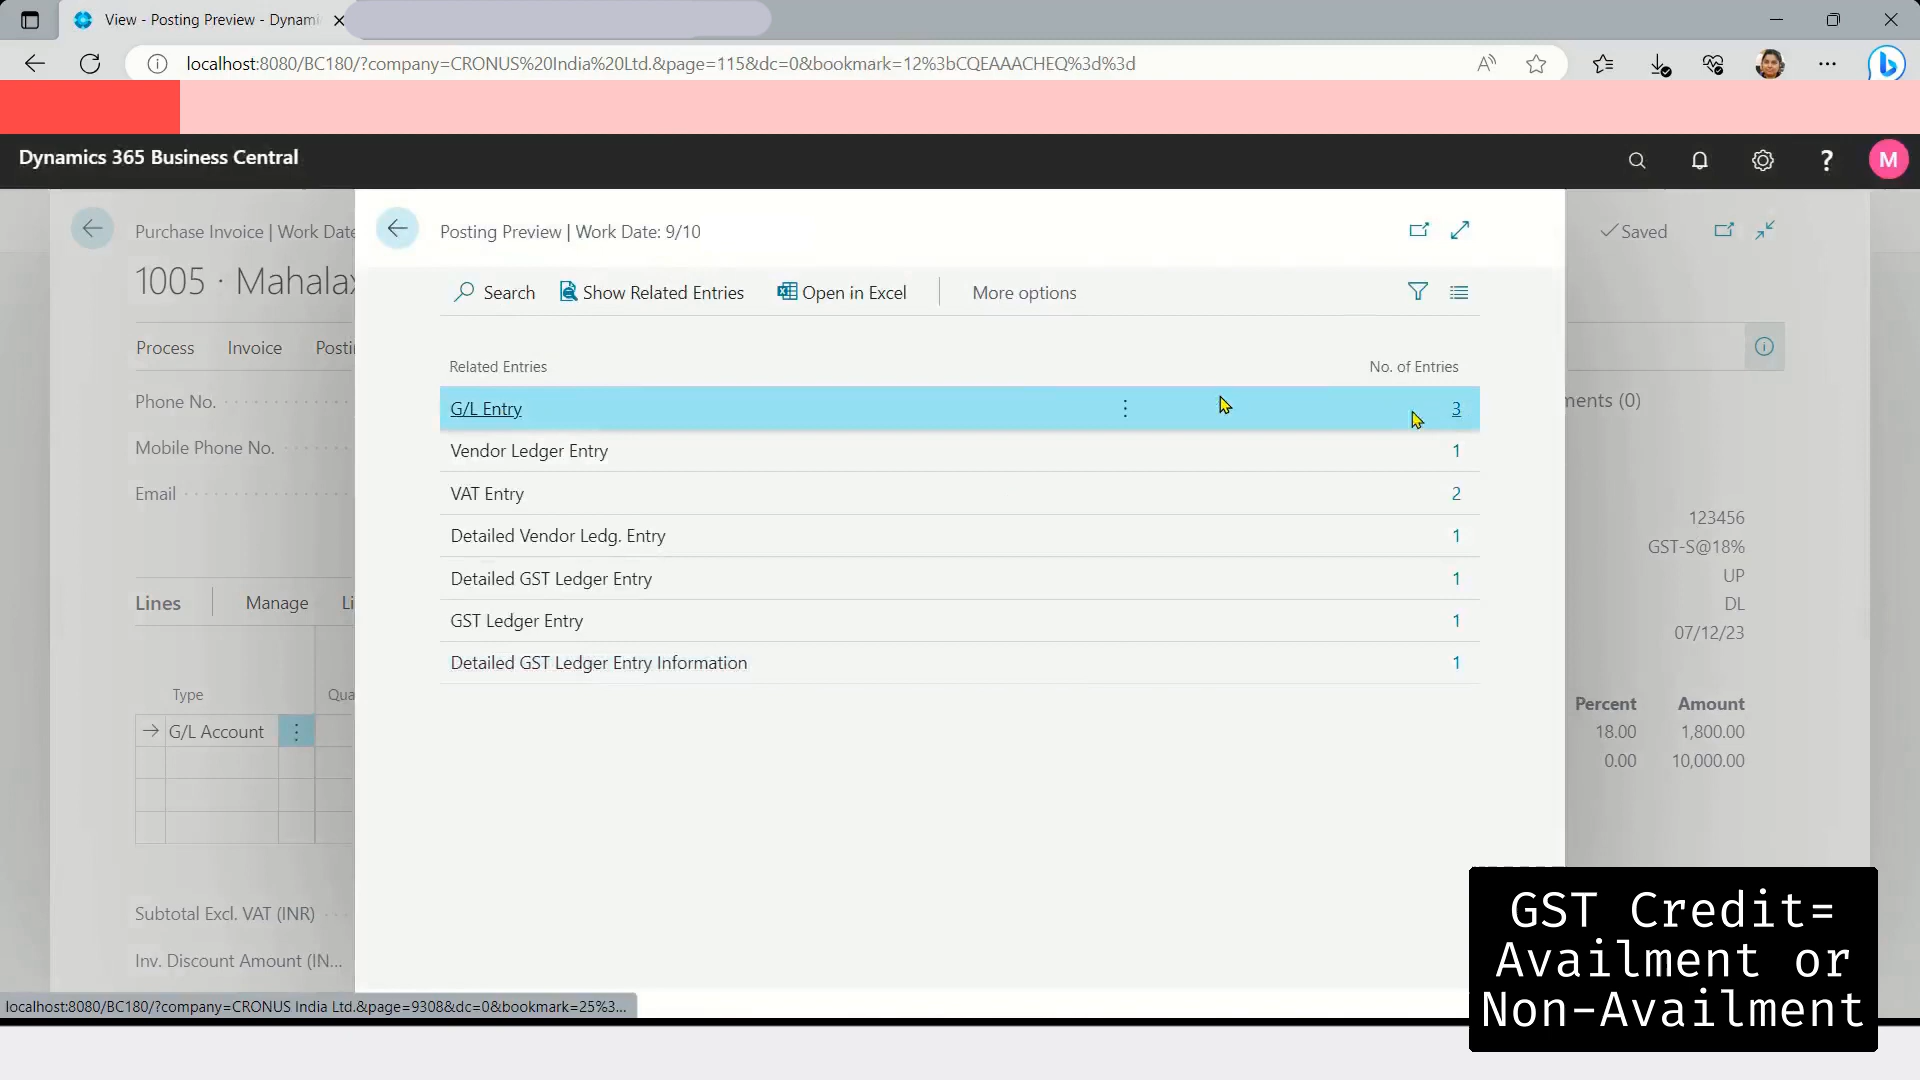 View - Posting Preview - Dynami
localhost:8080/BC180/?company=CRONUS%20India%20Ltd.&page=115&dc=0&bookmark=12%3bCQEAAACHEQ%3d%3d
Dynamics 365 Business Central
M
Purchase Invoice | Work Date
Posting Preview | Work Date: 9/10
Saved
1005 · Mahalax
Search
Show Related Entries
Open in Excel
More options
Process
Invoice
Posti
Related Entries
No. of Entries
Phone No.
ments (0)
G/L Entry
3
Mobile Phone No.
Vendor Ledger Entry
1
Email
VAT Entry
2
123456
Detailed Vendor Ledg. Entry
1
GST-S@18%
Detailed GST Ledger Entry
1
UP
Lines
Manage
Li
DL
GST Ledger Entry
1
07/12/23
Detailed GST Ledger Entry Information
1
Type
Qua
Percent
Amount
G/L Account
18.00
1,800.00
0.00
10,000.00
Subtotal Excl. VAT (INR)
Inv. Discount Amount (IN...
localhost:8080/BC180/?company=CRONUS India Ltd.&page=9308&dc=0&bookmark=25%3...
GST Credit=
Availment or
Non-Availment